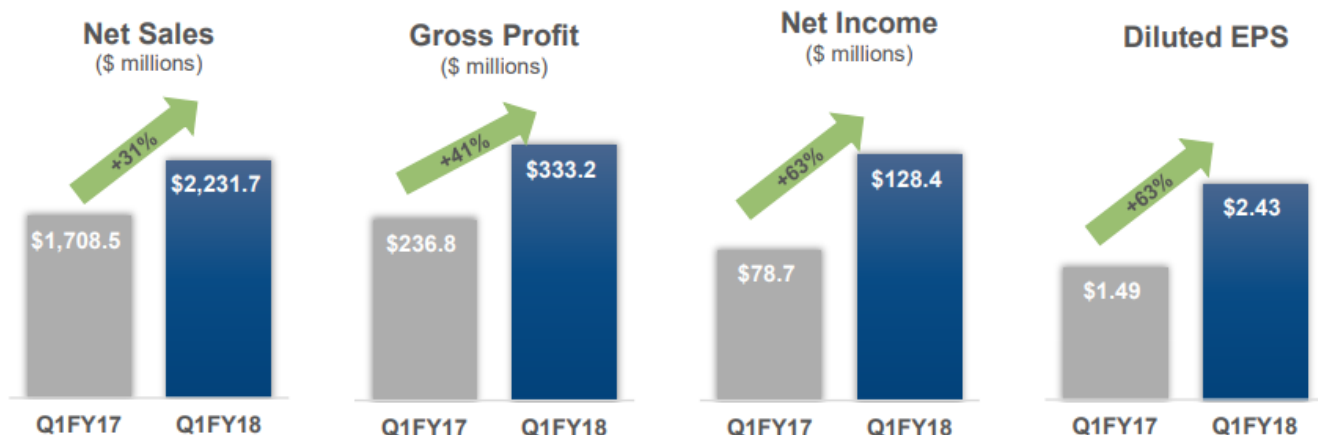 Net Sales
($ millions)
+31%
$1,708.5
$2,231.7
Q1FY17
Q1FY18
Gross Profit
($ millions)
+41%
$236.8
$333.2
Q1FY17
Q1FY18
Net Income
($ millions)
+63%
$78.7
$128.4
Q1FY17
Q1FY18
Diluted EPS
+63%
$1.49
$2.43
Q1FY17
Q1FY18